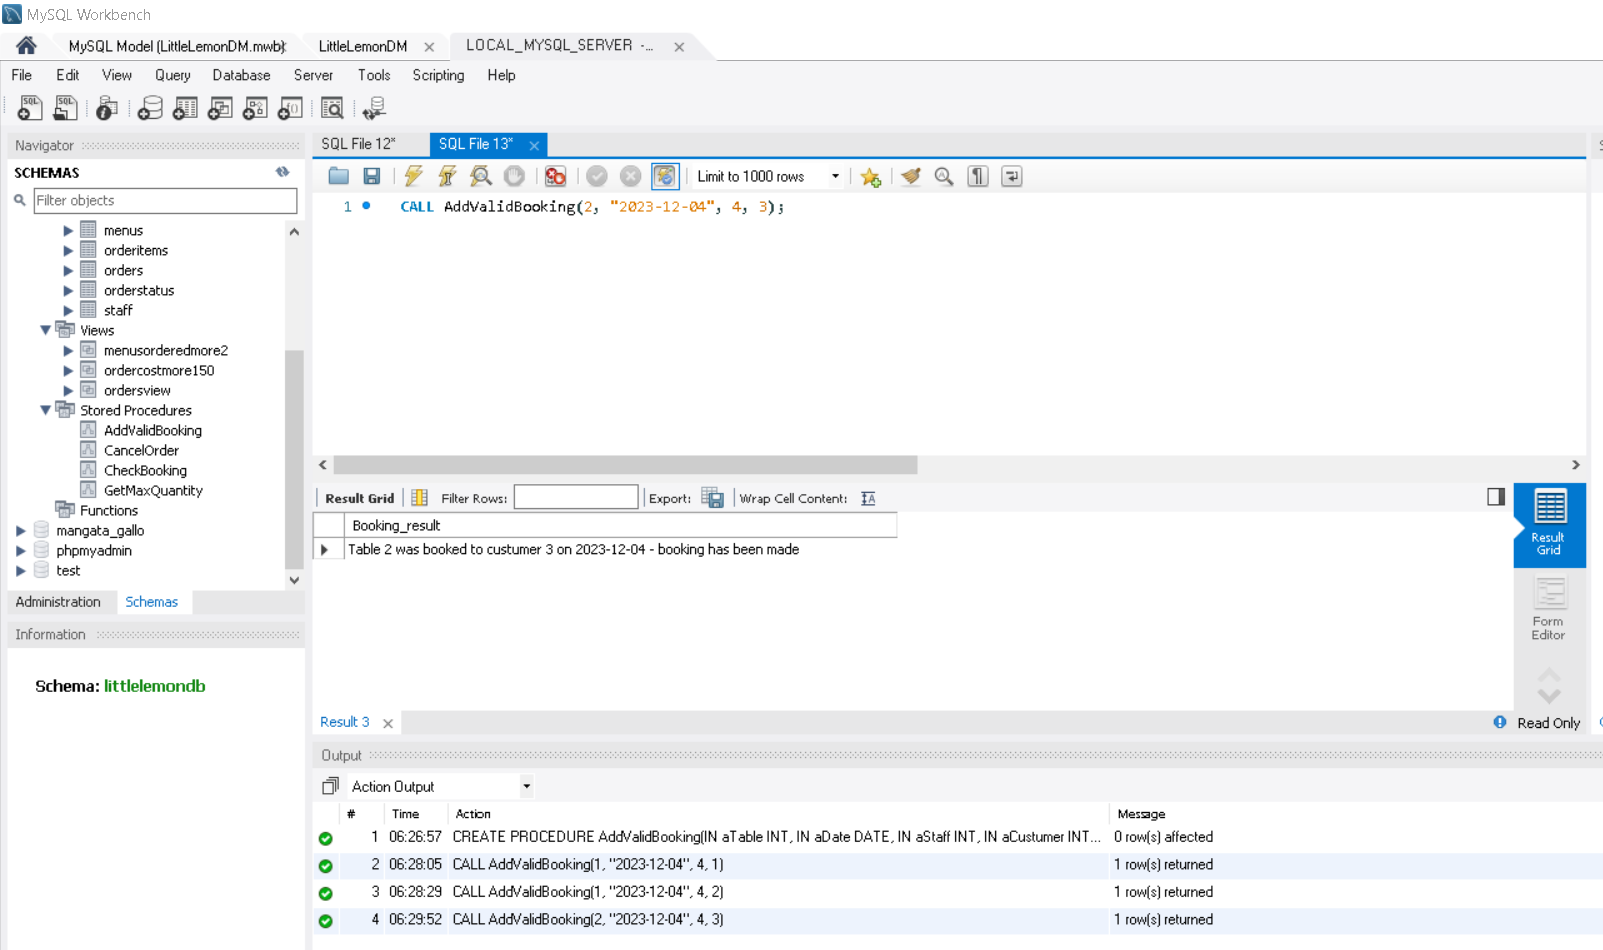 MySQL Workbench
MySQL Model (LittleLemonDM.mwb)
LittleLemonDM
LOCAL_MYSQL_SERVER -...
File Edit View Query Database Server Tools Scripting Help
Navigator
SCHEMAS
Filter objects
menus
orderitems
orders
orderstatus
staff
Views
menusorderedmore2
ordercostmore150
ordersview
Stored Procedures
AddValidBooking
CancelOrder
CheckBooking
GetMaxQuantity
Functions
mangata_gallo
phpmyadmin
test
Administration Schemas
Information
Schema: littlelemondb
SQL File 12* SQL File 13*
Limit to 1000 rows
1 CALL AddValidBooking(2, "2023-12-04", 4, 3);
Result Grid Filter Rows: Export: Wrap Cell Content:
Booking_result
Table 2 was booked to custumer 3 on 2023-12-04 - booking has been made
Result
Grid
Form
Editor
Result 3
Read Only
Output
Action Output
# Time Action Message
1 06:26:57 CREATE PROCEDURE AddValidBooking(IN aTable INT, IN aDate DATE, IN aStaff INT, IN aCustumer INT... 0 row(s) affected
2 06:28:05 CALL AddValidBooking(1, "2023-12-04", 4, 1) 1 row(s) returned
3 06:28:29 CALL AddValidBooking(1, "2023-12-04", 4, 2) 1 row(s) returned
4 06:29:52 CALL AddValidBooking(2, "2023-12-04", 4, 3) 1 row(s) returned